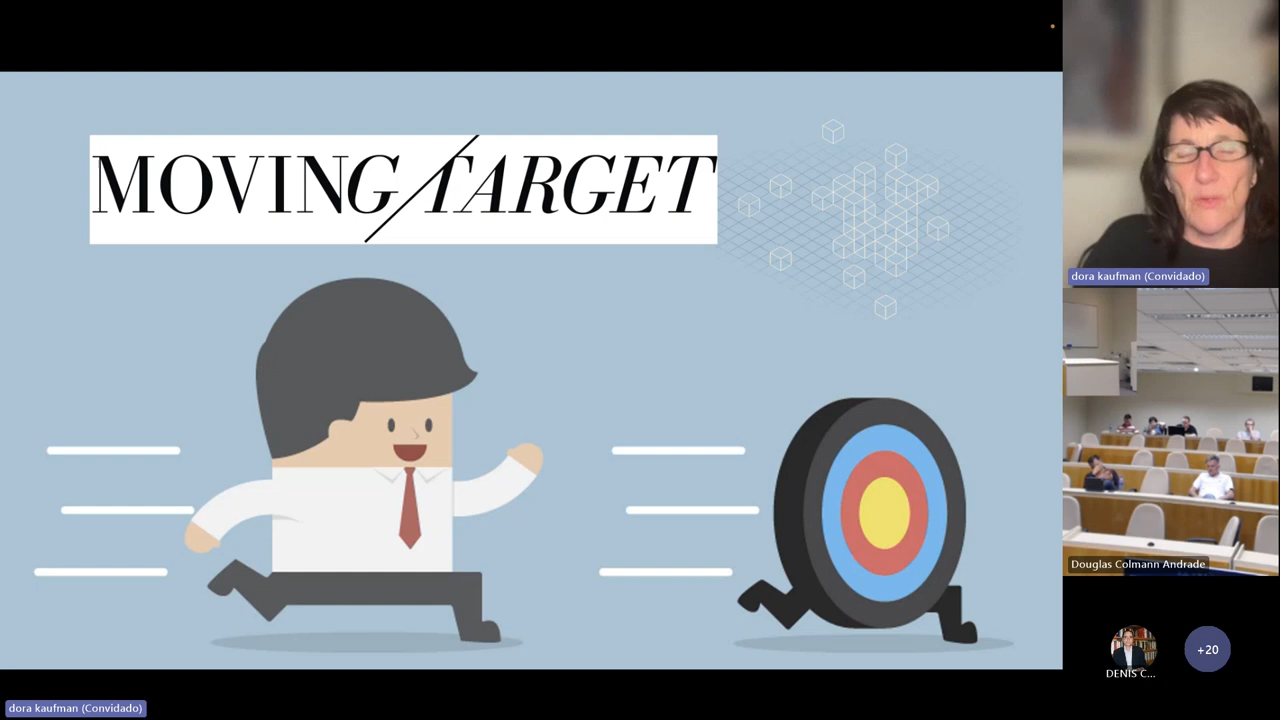 MOVING/TARGET
dora kaufman (Convidado)
Douglas Colmann Andrade
DENIS C...
+20
dora kaufman (Convidado)